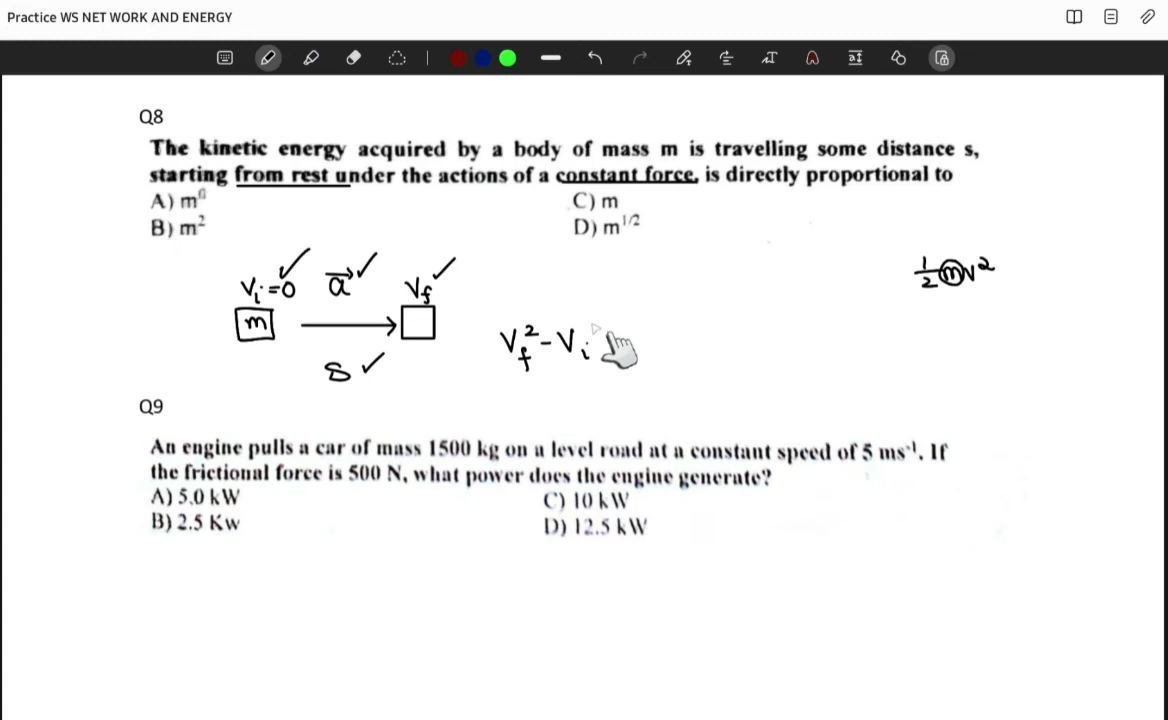 Practice WS NET WORK AND ENERGY
Q8
The kinetic energy acquired by a body of mass m is travelling some distance s,
starting from rest under the actions of a constant force, is directly proportional to
A) m⁰ C) m
B) m² D) m^1/2
Vi=0 a Vf
m
S
Vf²-Vi
½mv²
Q9
An engine pulls a car of mass 1500 kg on a level road at a constant speed of 5 ms⁻¹. If
the frictional force is 500 N, what power does the engine generate?
A) 5.0 kW C) 10 kW
B) 2.5 Kw D) 12.5 kW